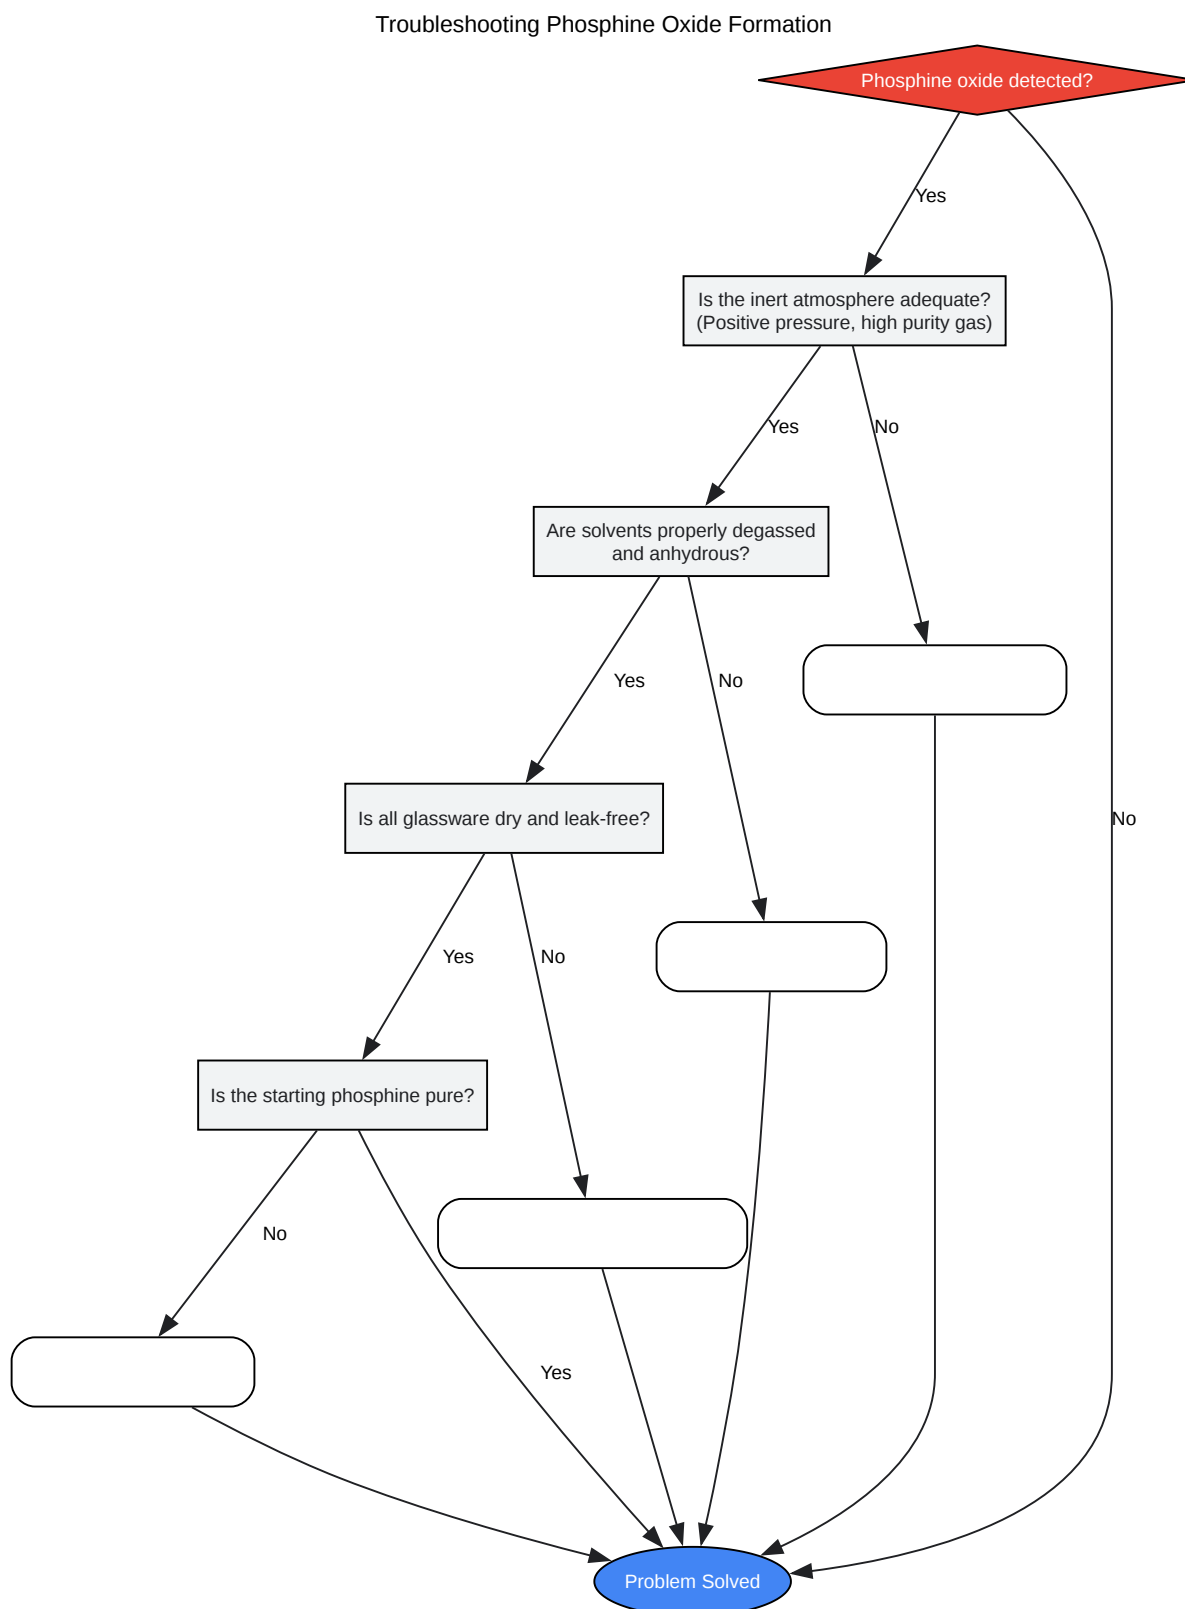 Troubleshooting Phosphine Oxide Formation
Phosphine oxide detected?
Yes
Is the inert atmosphere adequate?
(Positive pressure, high purity gas)
Yes
No
Are solvents properly degassed
and anhydrous?
Yes
No
Is all glassware dry and leak-free?
No
Yes
No
Is the starting phosphine pure?
No
Yes
Problem Solved